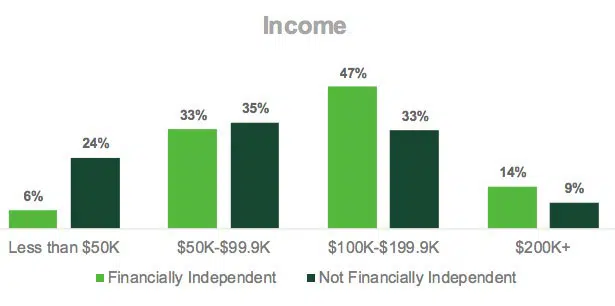 Income
47%
33%
35%
33%
24%
14%
9%
6%
Less than $50K
$50K-$99.9K
$100K-$199.9K
$200K+
Financially Independent
Not Financially Independent